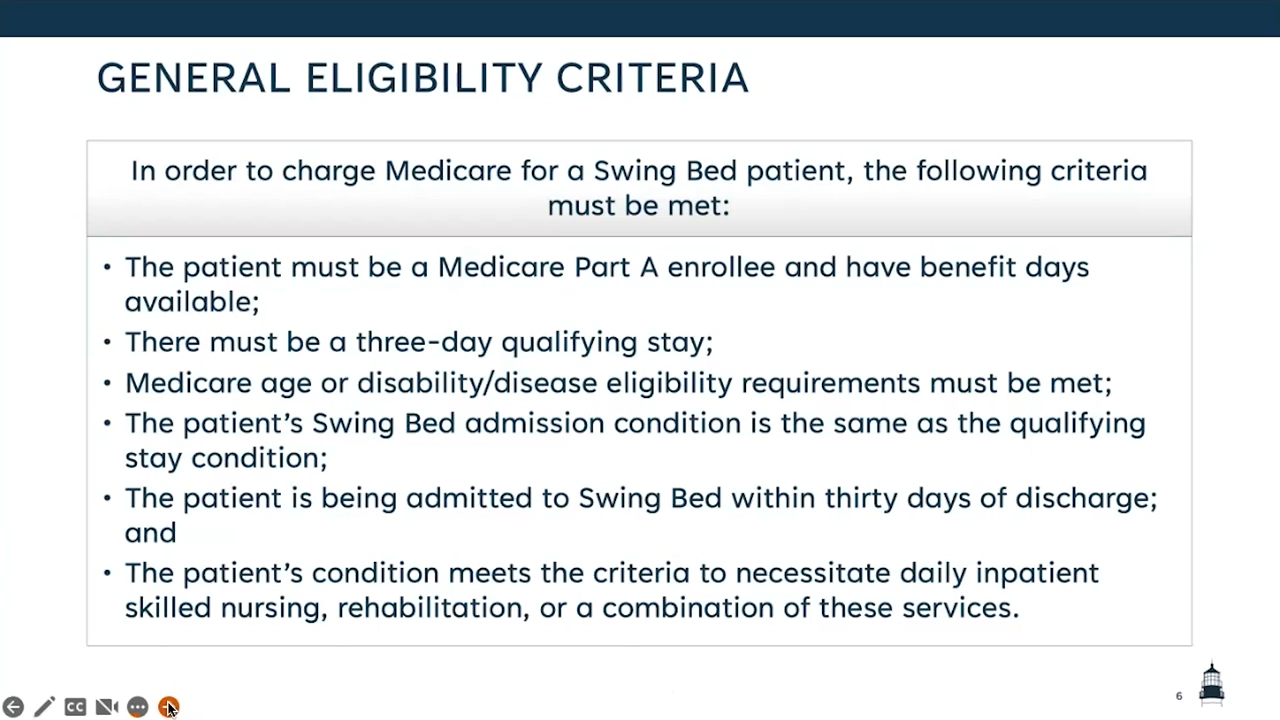 GENERAL ELIGIBILITY CRITERIA
In order to charge Medicare for a Swing Bed patient, the following criteria
must be met:
• The patient must be a Medicare Part A enrollee and have benefit days
available;
• There must be a three-day qualifying stay;
• Medicare age or disability/disease eligibility requirements must be met;
• The patient’s Swing Bed admission condition is the same as the qualifying
stay condition;
• The patient is being admitted to Swing Bed within thirty days of discharge;
and
• The patient’s condition meets the criteria to necessitate daily inpatient
skilled nursing, rehabilitation, or a combination of these services.
6
CC